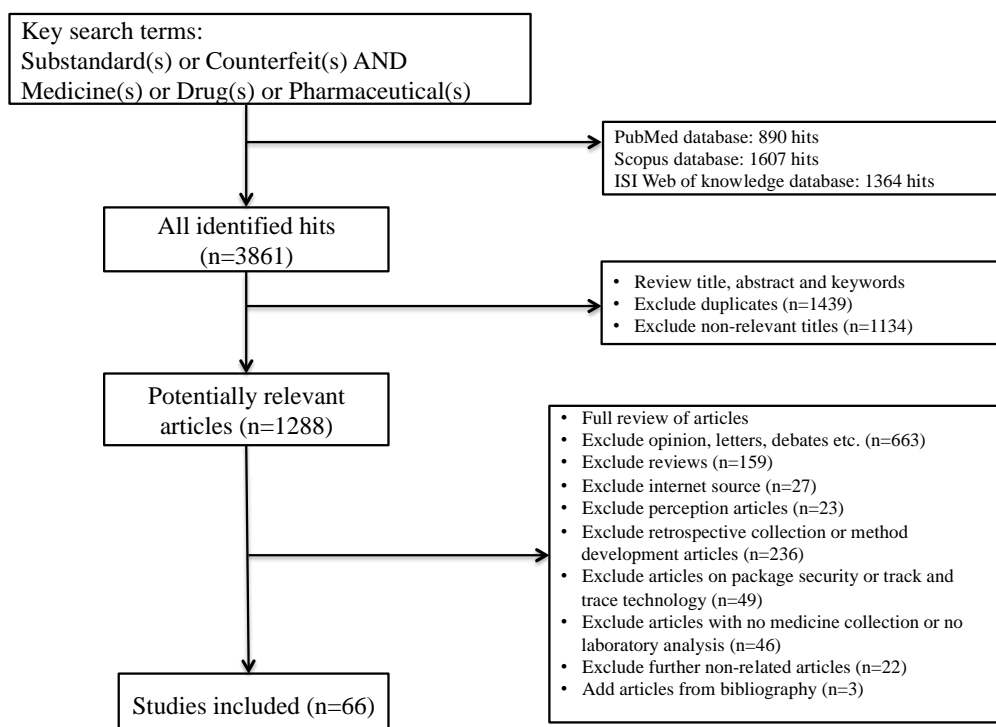 Key search terms:
Substandard(s) or Counterfeit(s) AND
Medicine(s) or Drug(s) or Pharmaceutical(s)
PubMed database: 890 hits
Scopus database: 1607 hits
ISI Web of knowledge database: 1364 hits
All identified hits
(n=3861)
• Review title, abstract and keywords
• Exclude duplicates (n=1439)
• Exclude non-relevant titles (n=1134)
Potentially relevant
articles (n=1288)
• Full review of articles
• Exclude opinion, letters, debates etc. (n=663)
• Exclude reviews (n=159)
• Exclude internet source (n=27)
• Exclude perception articles (n=23)
• Exclude retrospective collection or method
development articles (n=236)
• Exclude articles on package security or track and
trace technology (n=49)
• Exclude articles with no medicine collection or no
laboratory analysis (n=46)
• Exclude further non-related articles (n=22)
• Add articles from bibliography (n=3)
Studies included (n=66)